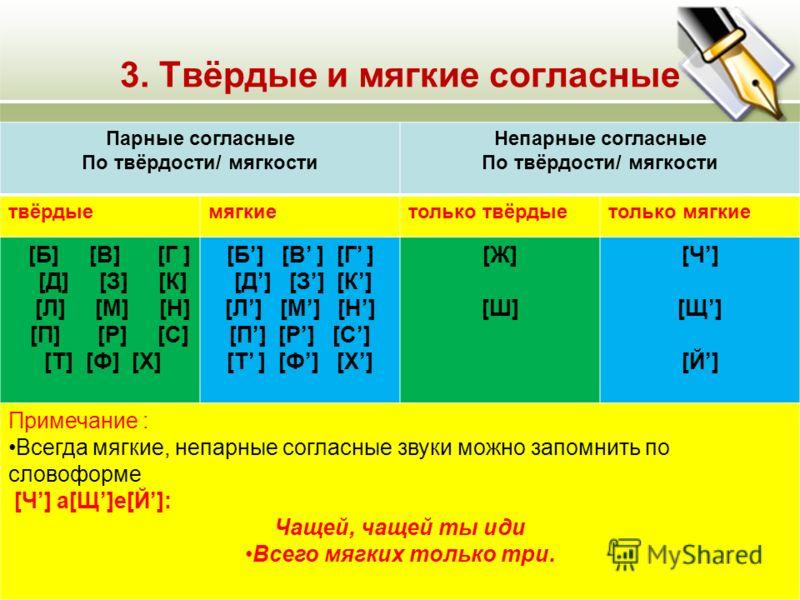 3. Твёрдые и мягкие согласные
Парные согласные
По твёрдости/ мягкости
Непарные согласные
По твёрдости/ мягкости
твёрдые мягкие только твёрдые только мягкие
[Б] [В] [Г ]
[Д] [З] [К]
[Л] [М] [Н]
[П] [Р] [С]
[Т] [Ф] [Х]
[Б’] [В’ ] [Г’ ]
[Д’] [З’] [К’]
[Л’] [М’] [Н’]
[П’] [Р’] [С’]
[Т’ ] [Ф’] [Х’]
[Ж]
[Ш]
[Ч’]
[Щ’]
[Й’]
Примечание :
•Всегда мягкие, непарные согласные звуки можно запомнить по
словоформе
[Ч’] а[Щ’]е[Й’]:
Чащей, чащей ты иди
•Всего мягких только три.
MyShared